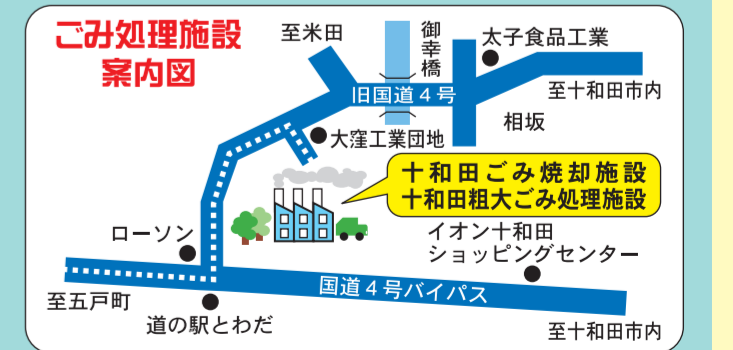 ごみ処理施設
案内図
至米田
御幸橋
太子食品工業
旧国道4号
至十和田市内
相坂
大窪工業団地
十和田ごみ焼却施設
十和田粗大ごみ処理施設
ローソン
イオン十和田
ショッピングセンター
国道4号バイパス
至五戸町
道の駅とわだ
至十和田市内